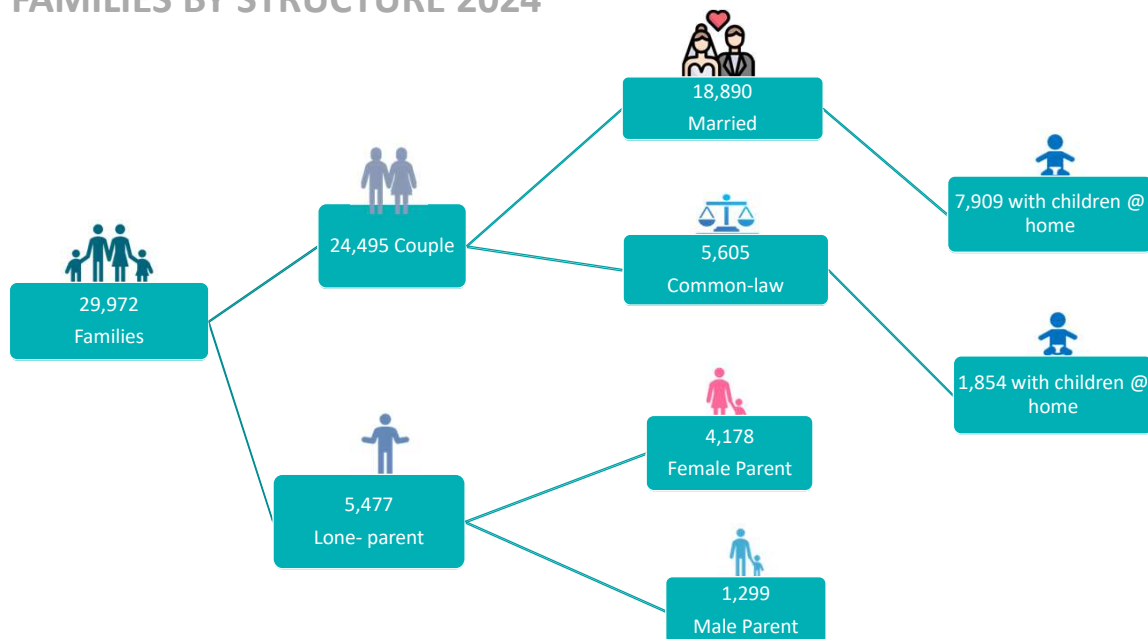 FAMILIES BY STRUCTURE 2024
18,890
Married
7,909 with children @
home
24,495 Couple
5,605
Common-law
29,972
Families
1,854 with children @
home
4,178
Female Parent
5,477
Lone- parent
1,299
Male Parent